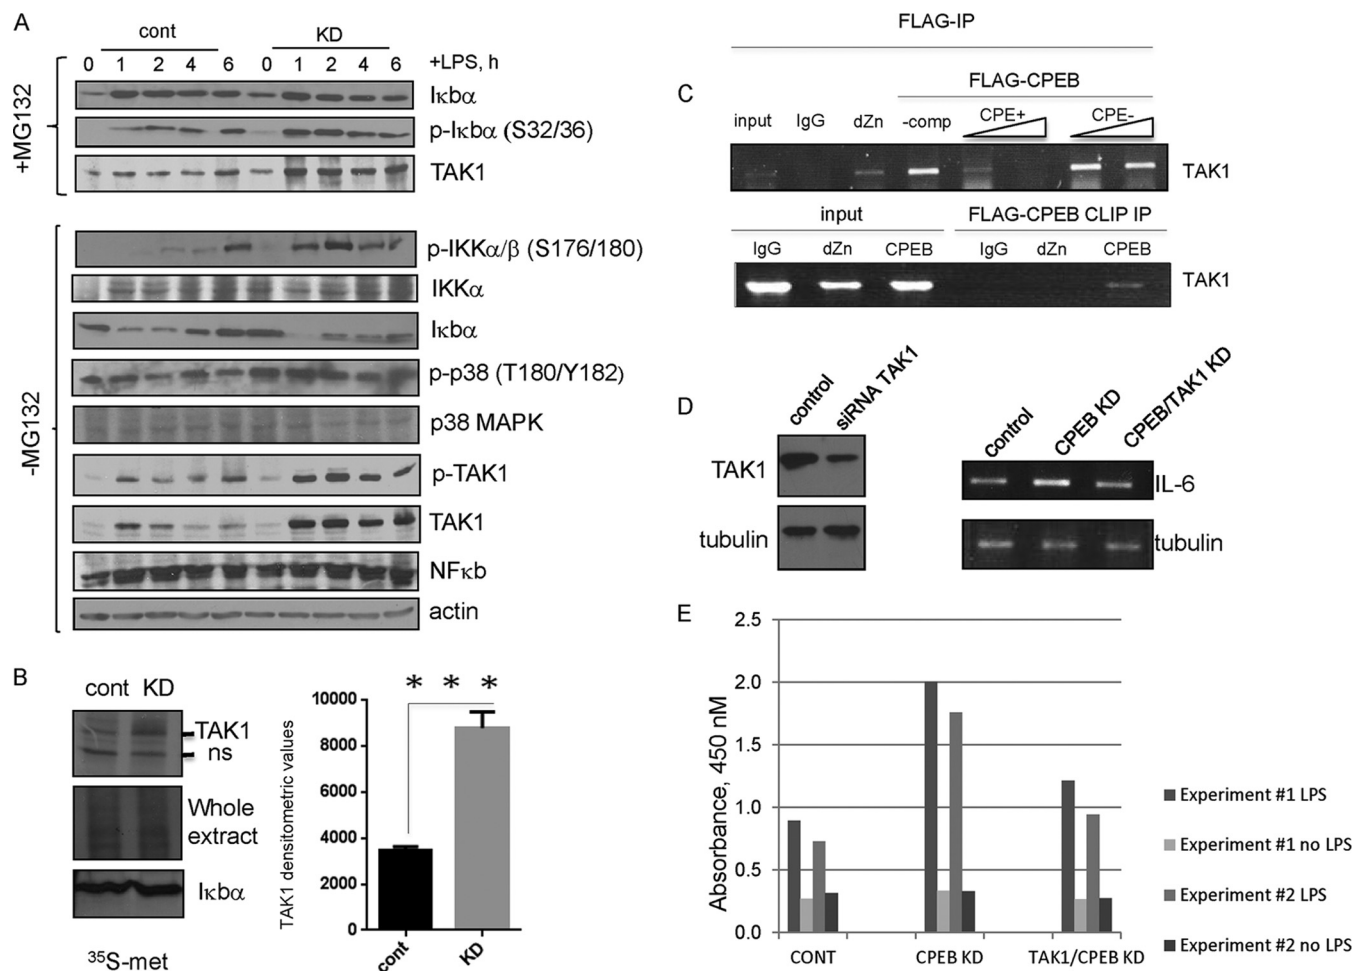 A
cont KD
0 1 2 4 6 0 1 2 4 6 +LPS, h
+MG132
Iκbα
p-Iκbα (S32/36)
TAK1
-MG132
p-IKKα/β (S176/180)
IKKα
Iκbα
p-p38 (T180/Y182)
p38 MAPK
p-TAK1
TAK1
NFκb
actin
B
cont KD
TAK1
ns
Whole
extract
Iκbα
³⁵S-met
TAK1 densitometric values
* * *
10000
8000
6000
4000
2000
0
cont KD
C
FLAG-IP
FLAG-CPEB
input IgG dZn -comp CPE+ CPE-
TAK1
input FLAG-CPEB CLIP IP
IgG dZn CPEB IgG dZn CPEB
TAK1
D
control siRNA TAK1
TAK1
tubulin
Control CPEB KD CPEB/TAK1 KD
IL-6
tubulin
E
Absorbance, 450 nM
2.5
2.0
1.5
1.0
0.5
0.0
CONT CPEB KD TAK1/CPEB KD
Experiment #1 LPS
Experiment #1 no LPS
Experiment #2 LPS
Experiment #2 no LPS